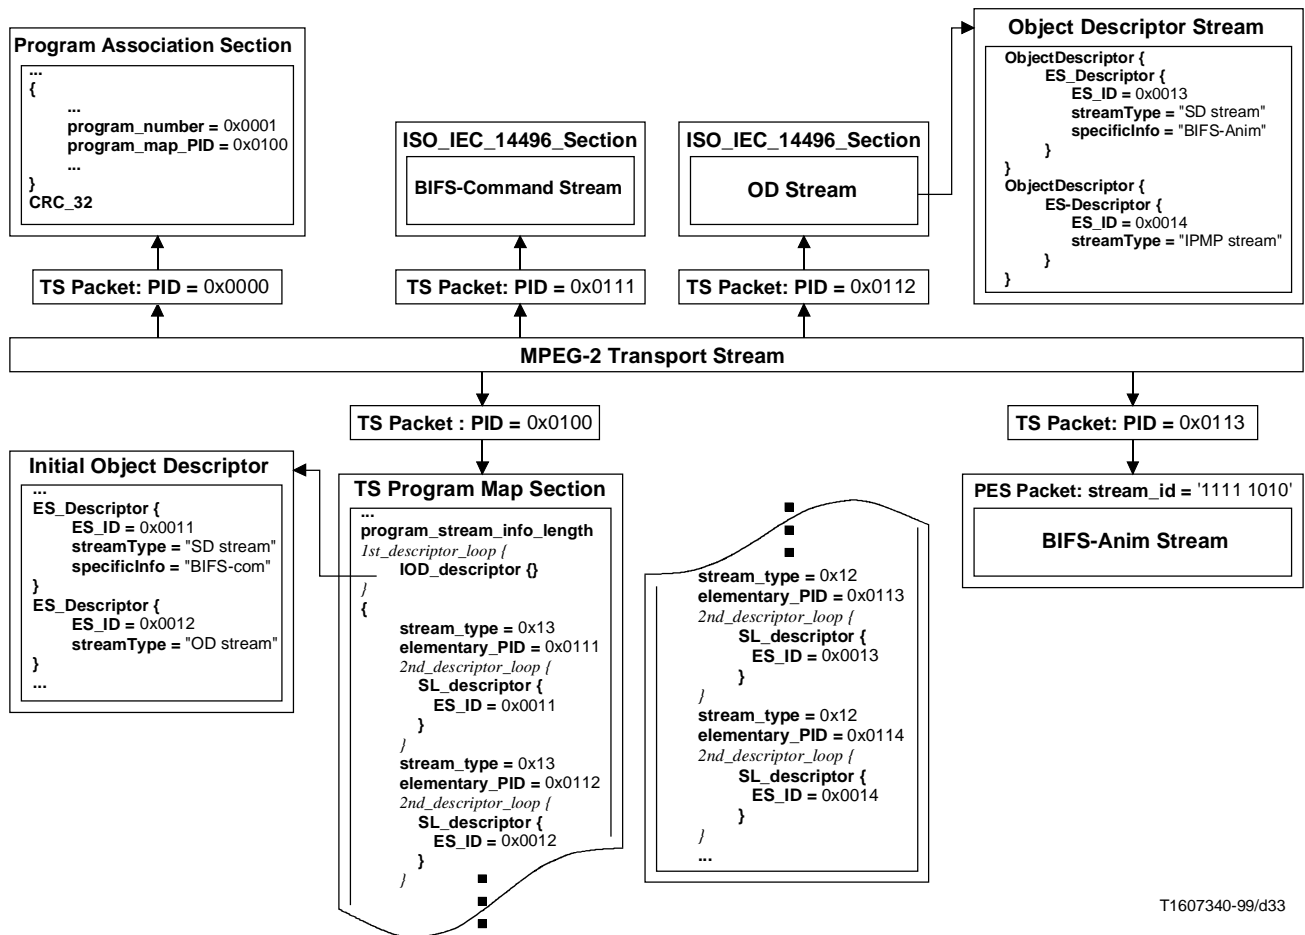 Program Association Section
...
{
...
program_number = 0x0001
program_map_PID = 0x0100
...
}
CRC_32
TS Packet: PID = 0x0000
ISO_IEC_14496_Section
BIFS-Command Stream
TS Packet: PID = 0x0111
ISO_IEC_14496_Section
OD Stream
TS Packet: PID = 0x0112
Object Descriptor Stream
ObjectDescriptor {
ES_Descriptor {
ES_ID = 0x0013
streamType = "SD stream"
specificInfo = "BIFS-Anim"
}
}
ObjectDescriptor {
ES-Descriptor {
ES_ID = 0x0014
streamType = "IPMP stream"
}
}
MPEG-2 Transport Stream
TS Packet : PID = 0x0100
TS Packet: PID = 0x0113
Initial Object Descriptor
...
ES_Descriptor {
ES_ID = 0x0011
streamType = "SD stream"
specificInfo = "BIFS-com"
}
ES_Descriptor {
ES_ID = 0x0012
streamType = "OD stream"
}
...
TS Program Map Section
...
program_stream_info_length
1st_descriptor_loop {
IOD_descriptor {}
}
{
stream_type = 0x13
elementary_PID = 0x0111
2nd_descriptor_loop {
SL_descriptor {
ES_ID = 0x0011
}
}
stream_type = 0x13
elementary_PID = 0x0112
2nd_descriptor_loop {
SL_descriptor {
ES_ID = 0x0012
}
}
stream_type = 0x12
elementary_PID = 0x0113
2nd_descriptor_loop {
SL_descriptor {
ES_ID = 0x0013
}
}
stream_type = 0x12
elementary_PID = 0x0114
2nd_descriptor_loop {
SL_descriptor {
ES_ID = 0x0014
}
}
...
PES Packet: stream_id = '1111 1010'
BIFS-Anim Stream
T1607340-99/d33